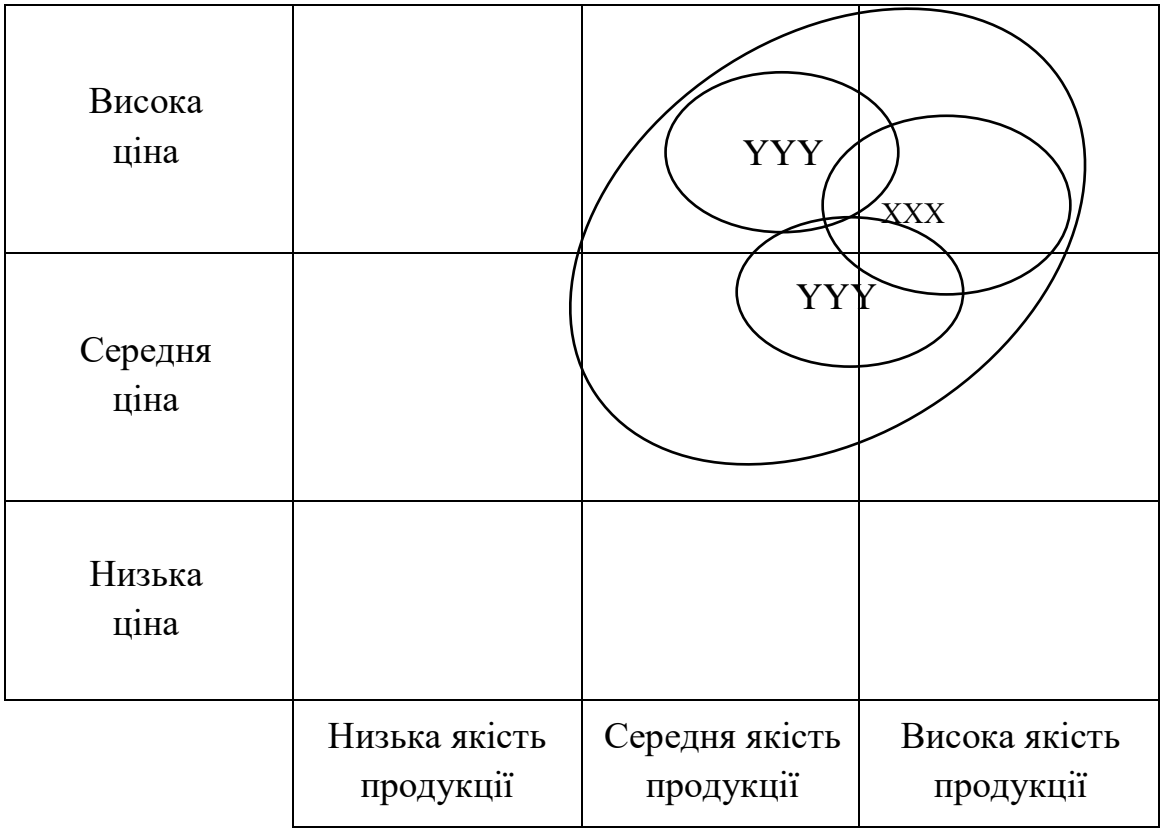 Висока
ціна
YYY
XXX
Середня
ціна
YYY
Низька
ціна
Низька якість
продукції
Середня якість
продукції
Висока якість
продукції